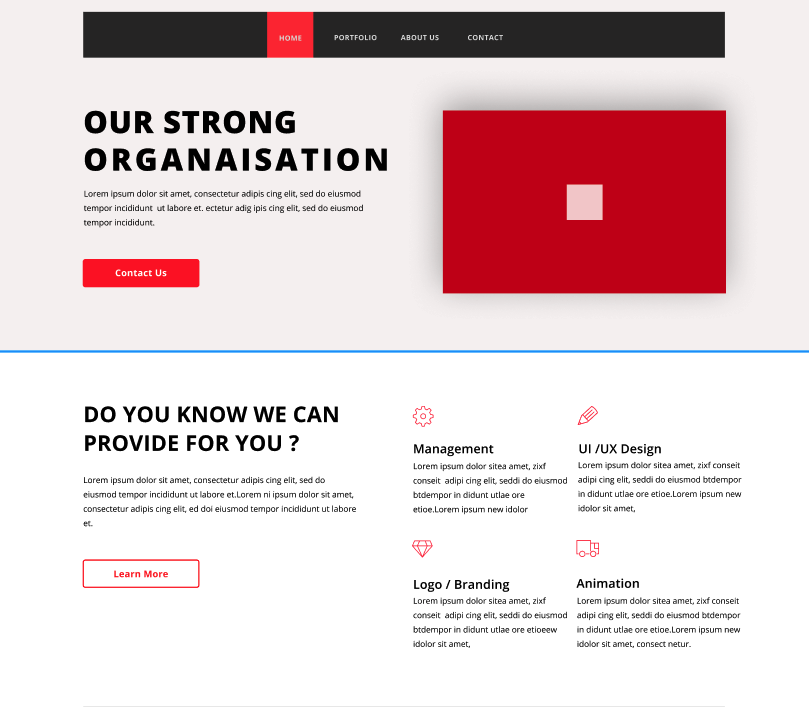 HOME PORTFOLIO ABOUT US CONTACT
OUR STRONG
ORGANAISATION
Lorem ipsum dolor sit amet, consectetur adipis cing elit, sed do eiusmod
tempor incididunt  ut labore et. ectetur adig ipis cing elit, sed do eiusmod
tempor incididunt.
Contact Us
DO YOU KNOW WE CAN
PROVIDE FOR YOU ?
Lorem ipsum dolor sit amet, consectetur adipis cing elit, sed do
eiusmod tempor incididunt ut labore et.Lorem ni ipsum dolor sit amet,
consectetur adipis cing elit, ed doi eiusmod tempor incididunt ut labore
et.
Learn More
Management
Lorem ipsum dolor sitea amet, zixf
conseit  adipi cing elit, seddi do eiusmod
btdempor in didunt utlae ore
etioe.Lorem ipsum new idolor
UI /UX Design
Lorem ipsum dolor sitea amet, zixf conseit
adipi cing elit, seddi do eiusmod btdempor
in didunt utlae ore etioe.Lorem ipsum new
idolor sit amet,
Logo / Branding
Lorem ipsum dolor sitea amet, zixf
conseit  adipi cing elit, seddi do eiusmod
btdempor in didunt utlae ore etioeew
idolor sit amet,
Animation
Lorem ipsum dolor sitea amet, zixf conseit
adipi cing elit, seddi do eiusmod btdempor
in didunt utlae ore etioe.Lorem ipsum new
idolor sit amet, consect netur.